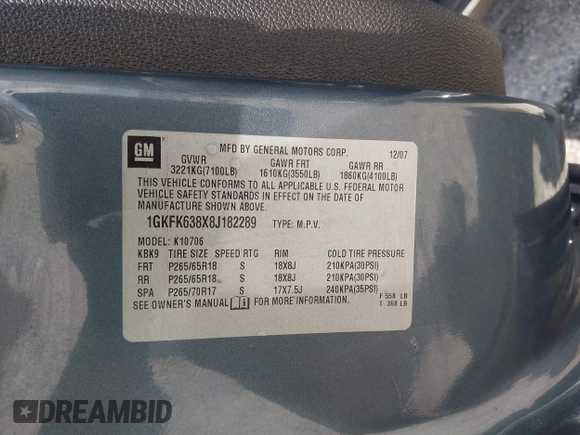 GM
MFD BY GENERAL MOTORS CORP. 12/07
GVWR GAWR FRT GAWR RR
3221KG(7100LB) 1610KG(3550LB) 1860KG(4100LB)
THIS VEHICLE CONFORMS TO ALL APPLICABLE U.S. FEDERAL MOTOR
VEHICLE SAFETY STANDARDS IN EFFECT ON THE DATE OF
MANUFACTURE SHOWN ABOVE.
1GKFK638X8J182289 TYPE: M.P.V.
MODEL: K10706
KBK9 TIRE SIZE SPEED RTG RIM COLD TIRE PRESSURE
FRT P265/65R18 S 18X8J 210KPA(30PSI)
RR P265/65R18 S 18X8J 210KPA(30PSI)
SPA P265/70R17 S 17X7.5J 240KPA(35PSI)
SEE OWNER'S MANUAL FOR MORE INFORMATION.
F 558 LB
T 368 LB
DREAMBID